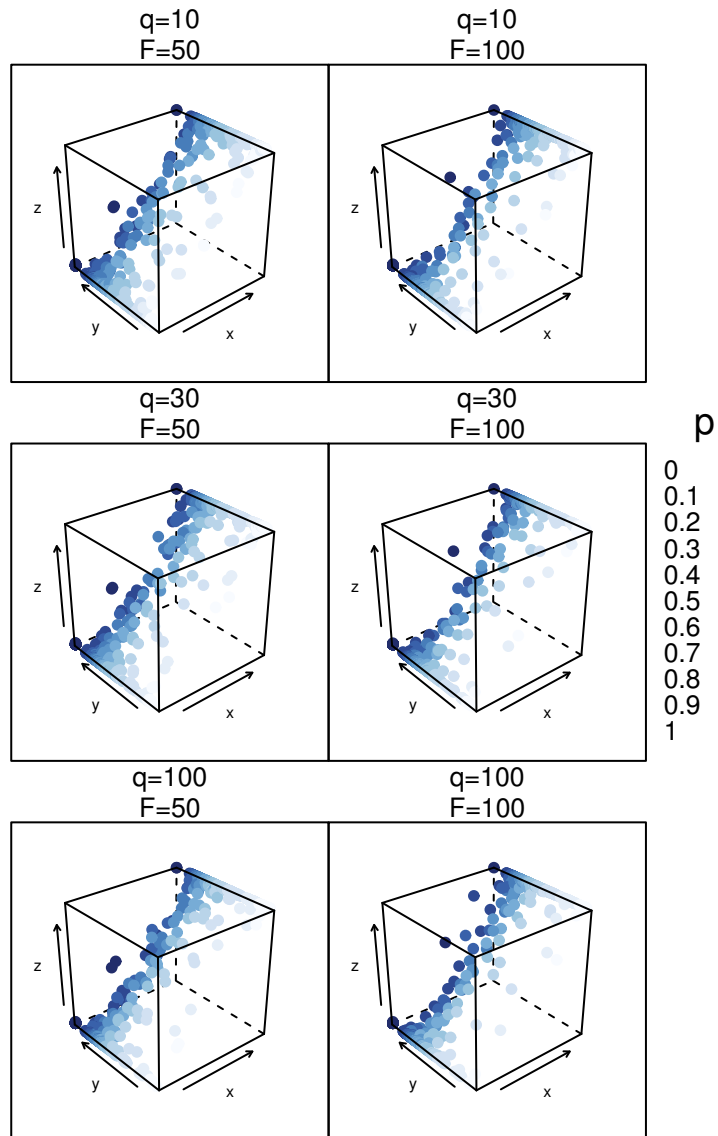 q=10 q=10
F=50 F=100
z z
y x y x
q=30 q=30
F=50 F=100
z z
y x y x
p
0
0.1
0.2
0.3
0.4
0.5
0.6
0.7
0.8
0.9
1
q=100 q=100
F=50 F=100
z z
y x y x